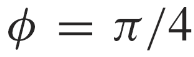 ϕ = π/4